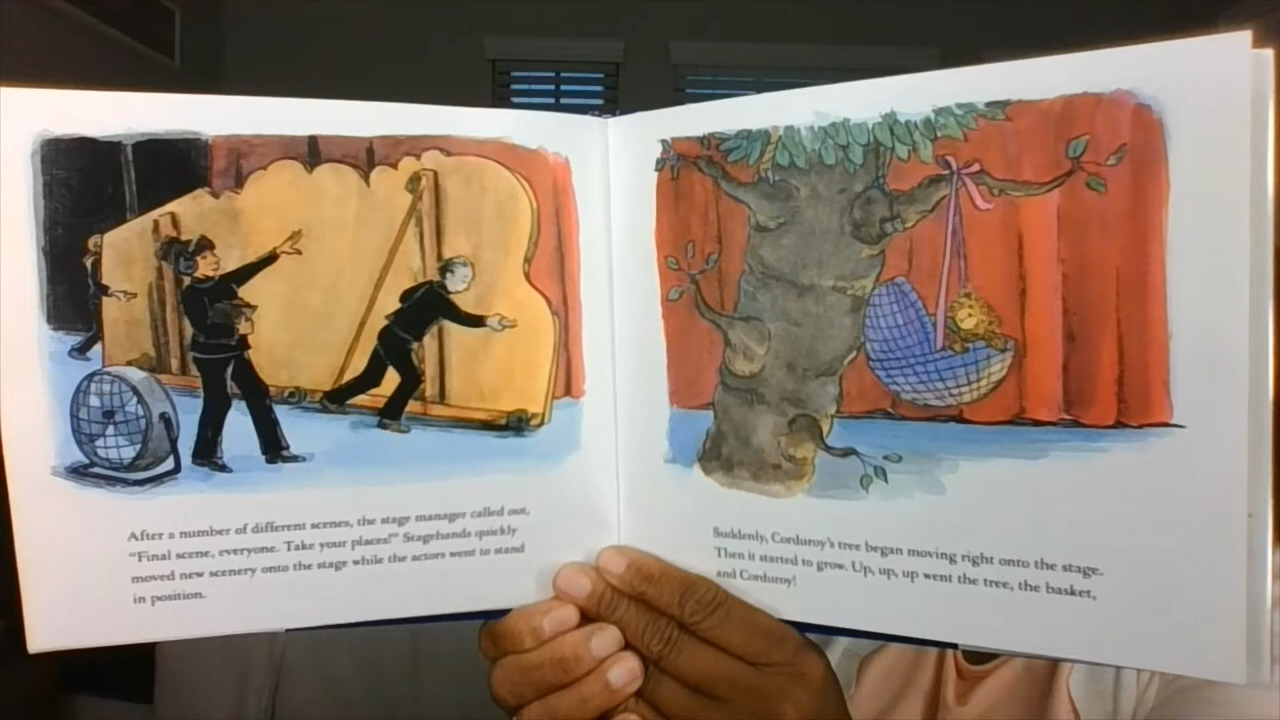 After a number of different scenes, the stage manager called out,
"Final scene, everyone. Take your places!" Stagehands quickly
moved new scenery onto the stage while the actors went to stand
in position.
Suddenly, Corduroy's tree began moving right onto the stage.
Then it started to grow. Up, up, up went the tree, the basket,
and Corduroy!